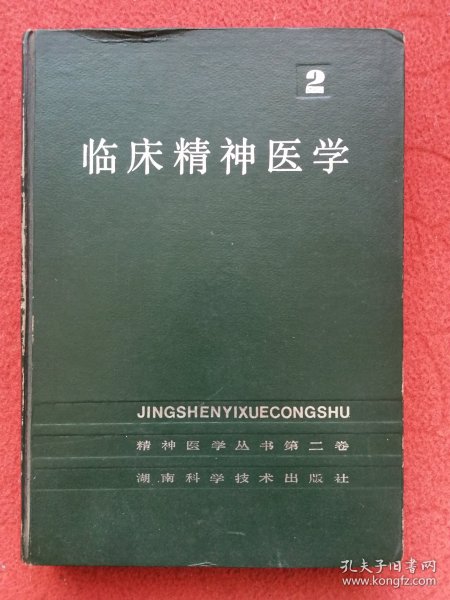 2
临床精神医学
JINGSHENYIXUECONGSHU
精神医学丛书第二卷
湖南科学技术出版社
孔夫子旧书网
www.kongfz.com